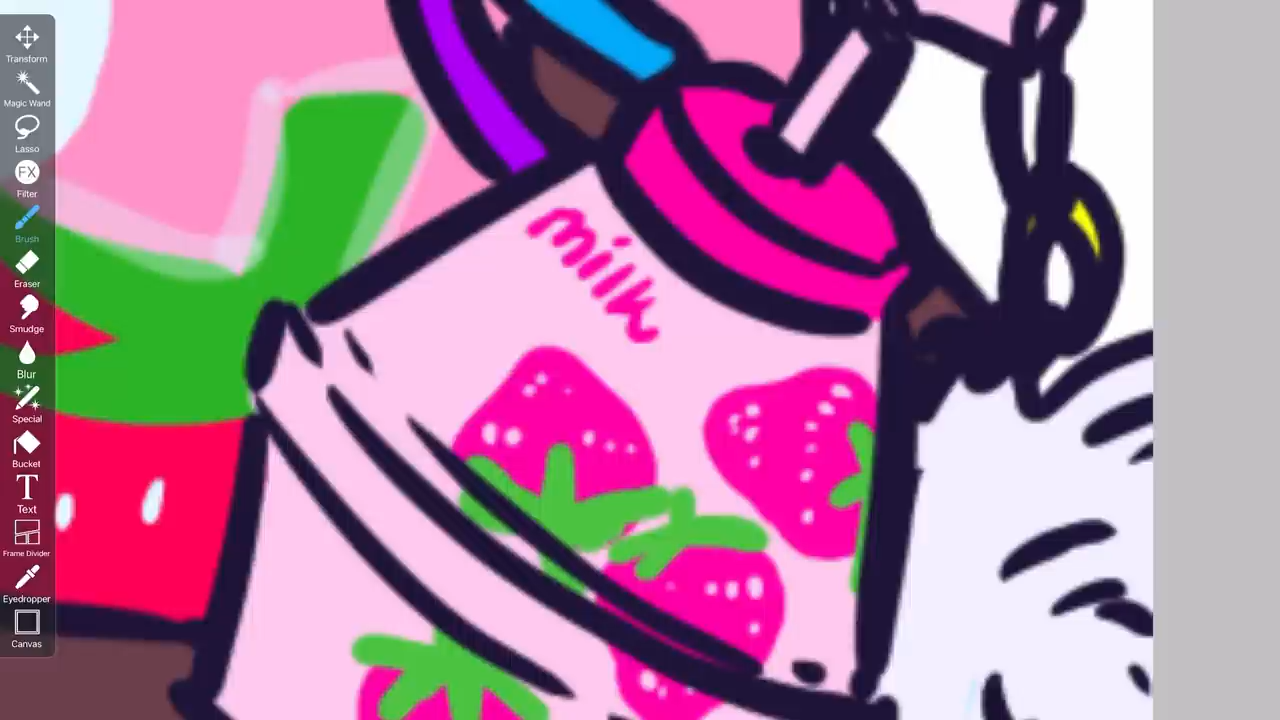 Transform
Magic Wand
Lasso
FX
Filter
Brush
Eraser
Smudge
Blur
Special
Bucket
T
Text
Frame Divider
Eyedropper
Canvas
milk